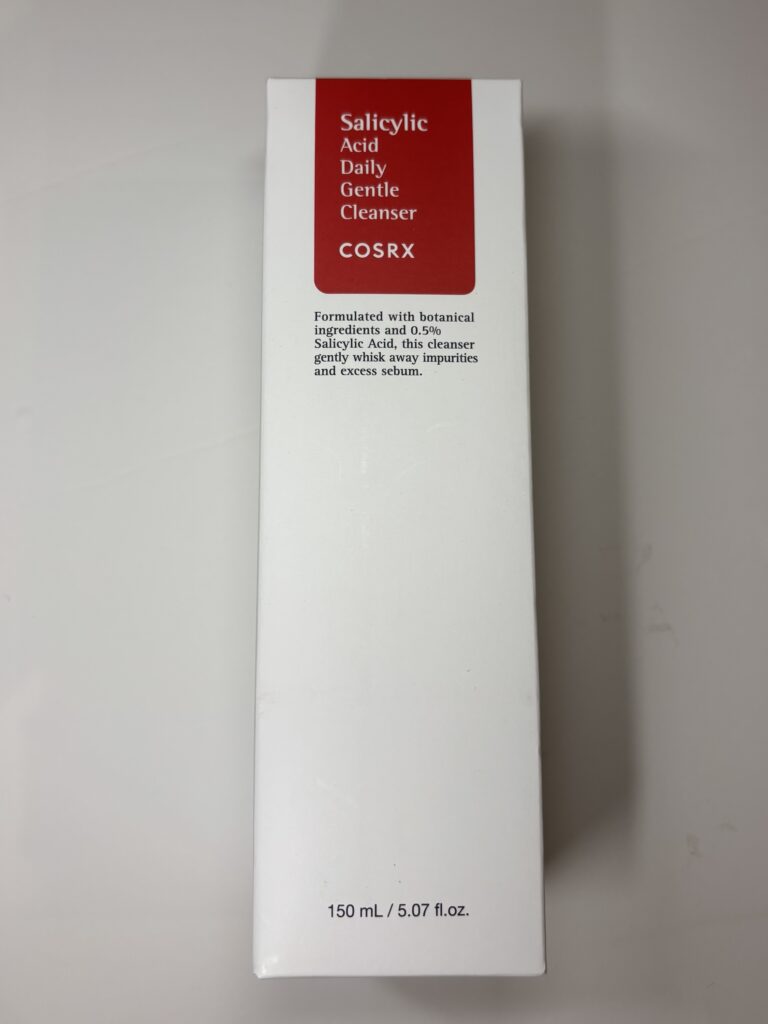 Salicylic
Acid
Daily
Gentle
Cleanser
COSRX
Formulated with botanical
ingredients and 0.5%
Salicylic Acid, this cleanser
gently whisk away impurities
and excess sebum.
150 mL / 5.07 fl.oz.